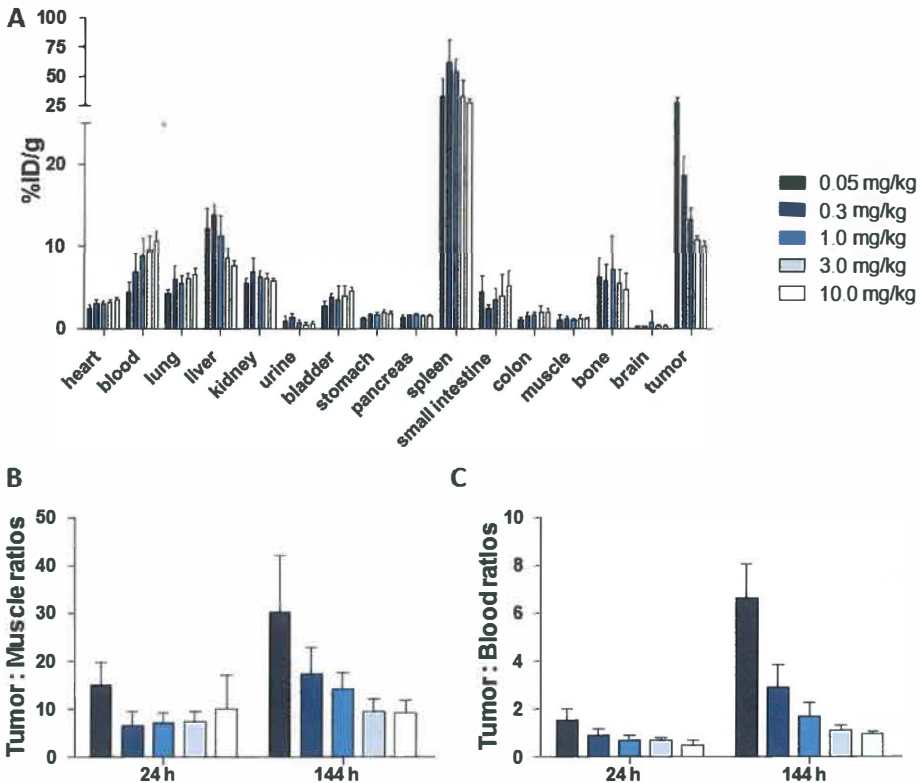 A
100
75
50
25
20
10
0
%ID/g
heart
blood
lung
liver
kidney
urine
bladder
stomach
pancreas
spleen
small intestine
colon
muscle
bone
brain
tumor
0.05 mg/kg
0.3 mg/kg
1.0 mg/kg
3.0 mg/kg
10.0 mg/kg
B
50
40
30
20
10
0
Tumor : Muscle ratios
24 h
144 h
C
10
8
6
4
2
0
Tumor : Blood ratios
24 h
144 h